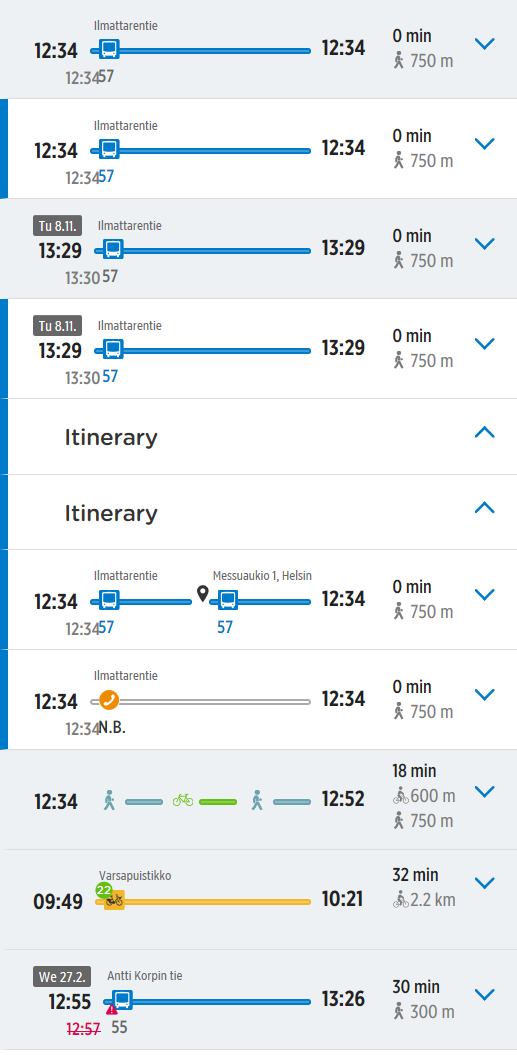 Ilmattarentie
12:34 12:34 0 min
12:34 57 750 m
Ilmattarentie
12:34 12:34 0 min
12:34 57 750 m
Tu 8.11. Ilmattarentie
13:29 13:29 0 min
13:30 57 750 m
Tu 8.11. Ilmattarentie
13:29 13:29 0 min
13:30 57 750 m
Itinerary
Itinerary
Ilmattarentie Messuaukio 1, Helsin
12:34 12:34 0 min
12:34 57 57 750 m
Ilmattarentie
12:34 12:34 0 min
12:34 N.B. 750 m
18 min
12:34 12:52 600 m
750 m
Varsapuistikko 32 min
22
09:49 10:21 2.2 km
We 27.2. Antti Korpin tie
12:55 13:26 30 min
12:57 55 300 m